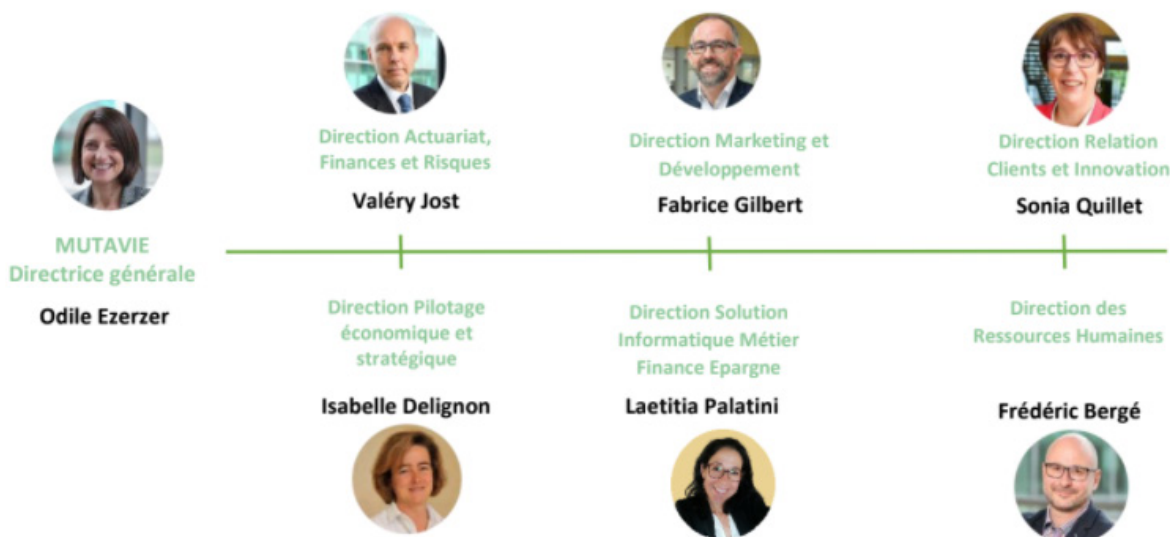 MUTAVIE
Directrice générale
Odile Ezerzer
Direction Actuariat,
Finances et Risques
Valéry Jost
Direction Marketing et
Développement
Fabrice Gilbert
Direction Relation
Clients et Innovation
Sonia Quillet
Direction Pilotage
économique et
stratégique
Isabelle Delignon
Direction Solution
Informatique Métier
Finance Epargne
Laetitia Palatini
Direction des
Ressources Humaines
Frédéric Bergé